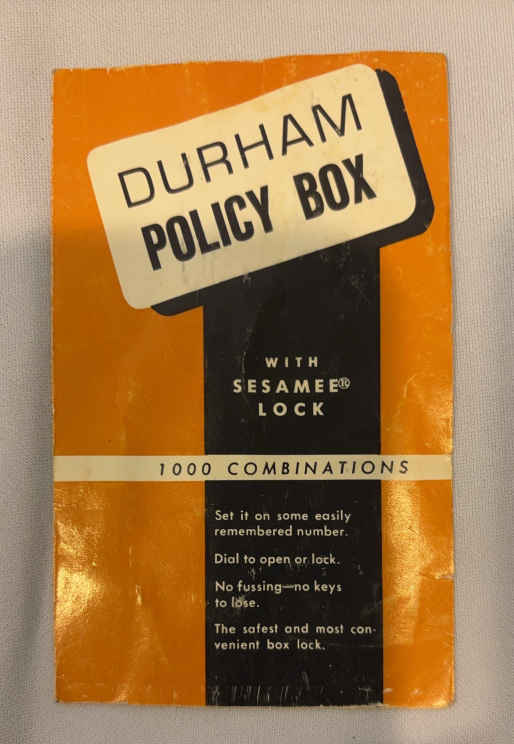 DURHAM
POLICY BOX
WITH
SESAMEE®
LOCK
1000 COMBINATIONS
Set it on some easily
remembered number.
Dial to open or lock.
No fussing—no keys
to lose.
The safest and most con-
venient box lock.